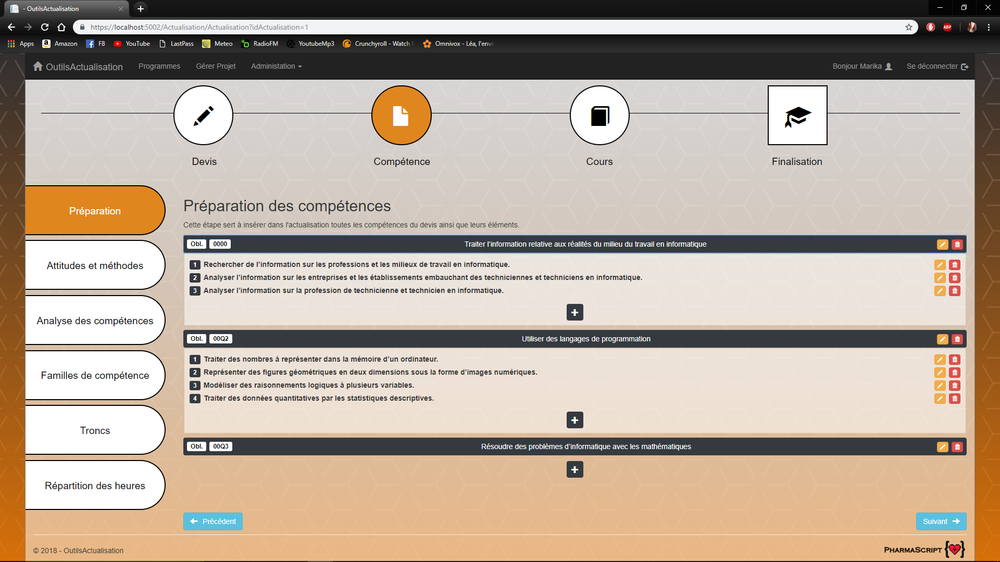 - OutilsActualisation
https://localhost:5002/Actualisation/Actualisation?idActualisation=1
ABP
Apps Amazon FB YouTube LastPass Meteo RadioFM YoutubeMp3 Crunchyroll - Watch Omnivox - Léa, l'envi
OutilsActualisation Programmes Gérer Projet Administation Bonjour Marika Se déconnecter
Devis Compétence Cours Finalisation
Préparation
Attitudes et méthodes
Analyse des compétences
Familles de compétence
Troncs
Répartition des heures
Préparation des compétences
Cette étape sert à insérer dans l'actualisation toutes les compétences du devis ainsi que leurs éléments.
Obl. 0000 Traiter l’information relative aux réalités du milieu du travail en informatique
1 Rechercher de l’information sur les professions et les milieux de travail en informatique.
2 Analyser l’information sur les entreprises et les établissements embauchant des techniciennes et techniciens en informatique.
3 Analyser l’information sur la profession de technicienne et technicien en informatique.
Obl. 00Q2 Utiliser des langages de programmation
1 Traiter des nombres à représenter dans la mémoire d’un ordinateur.
2 Représenter des figures géométriques en deux dimensions sous la forme d’images numériques.
3 Modéliser des raisonnements logiques à plusieurs variables.
4 Traiter des données quantitatives par les statistiques descriptives.
Obl. 00Q3 Résoudre des problèmes d’informatique avec les mathématiques
Précédent Suivant
© 2018 - OutilsActualisation
PHARMASCRIPT